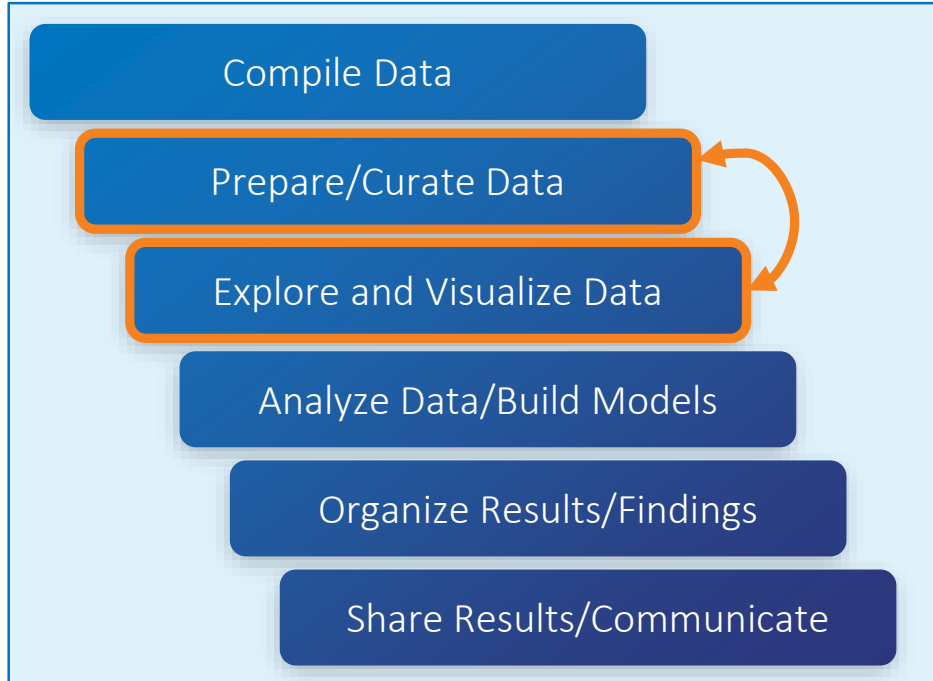 Compile Data
Prepare/Curate Data
Explore and Visualize Data
Analyze Data/Build Models
Organize Results/Findings
Share Results/Communicate